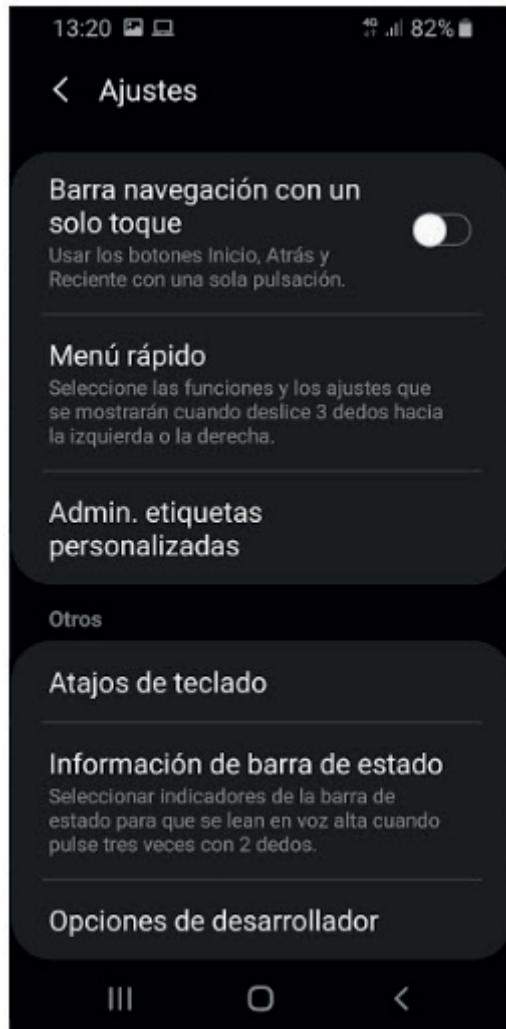 13:20 4G 82%
Ajustes
Barra navegación con un
solo toque
Usar los botones Inicio, Atrás y
Reciente con una sola pulsación.
Menú rápido
Seleccione las funciones y los ajustes que
se mostrarán cuando deslice 3 dedos hacia
la izquierda o la derecha.
Admin. etiquetas
personalizadas
Otros
Atajos de teclado
Información de barra de estado
Seleccionar indicadores de la barra de
estado para que se lean en voz alta cuando
pulse tres veces con 2 dedos.
Opciones de desarrollador